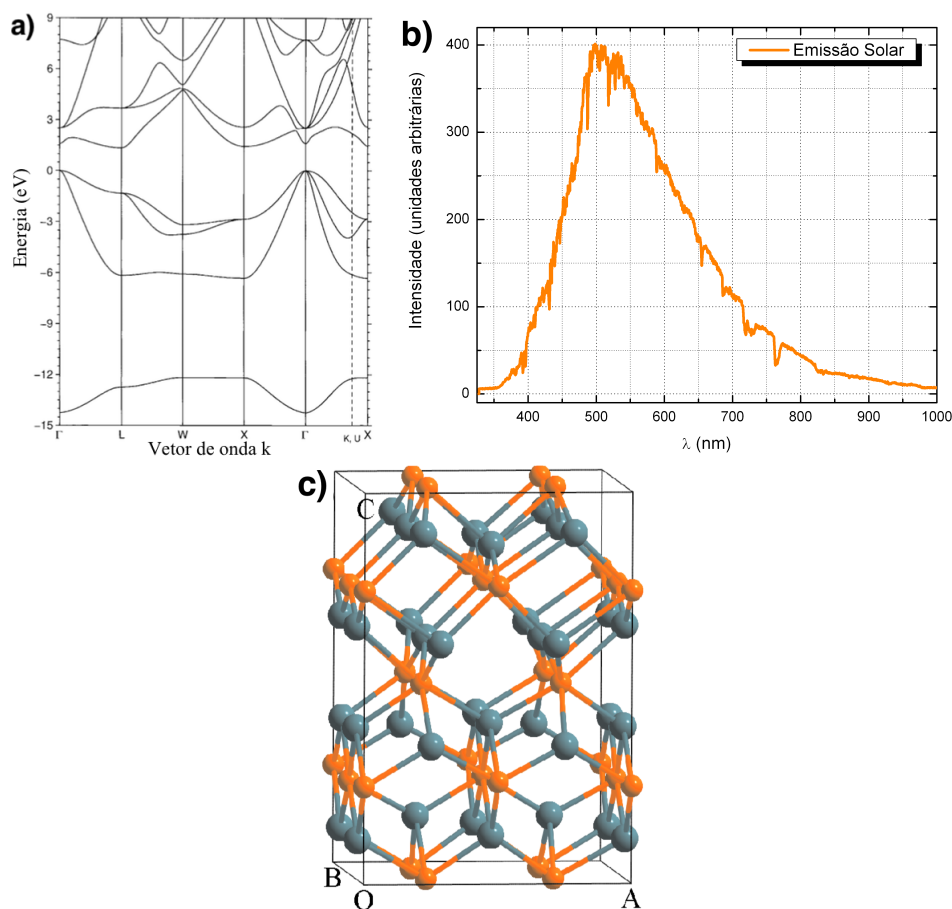 a)
9
6
3
0
−3
−6
−9
−12
−15
Energia (eV)
Γ L W X Γ K, U X
Vetor de onda k
b)
400
300
200
100
0
Intensidade (unidades arbitrárias)
Emissão Solar
400 500 600 700 800 900 1000
λ (nm)
c)
C
B
O
A